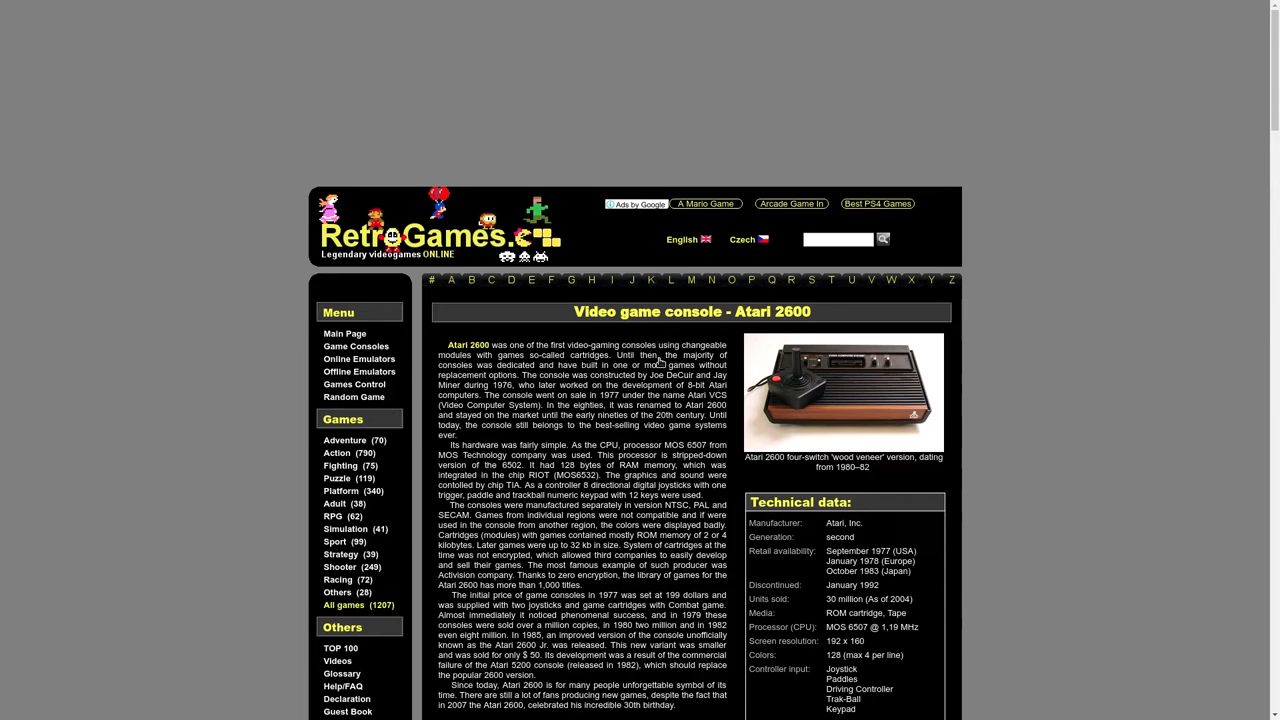 Ads by Google
A Mario Game
Arcade Game In
Best PS4 Games
RetroGames.cz
Legendary videogames ONLINE
English
Czech
# A B C D E F G H I J K L M N O P Q R S T U V W X Y Z
Menu
Main Page
Game Consoles
Online Emulators
Offline Emulators
Games Control
Random Game
Games
Adventure (70)
Action (790)
Fighting (75)
Puzzle (119)
Platform (340)
Adult (38)
RPG (62)
Simulation (41)
Sport (99)
Strategy (39)
Shooter (249)
Racing (72)
Others (28)
All games (1207)
Others
TOP 100
Videos
Glossary
Help/FAQ
Declaration
Guest Book
Video game console - Atari 2600
Atari 2600 was one of the first video-gaming consoles using changeable
modules with games so-called cartridges. Until then, the majority of
consoles was dedicated and have built in one or more games without
replacement options. The console was constructed by Joe DeCuir and Jay
Miner during 1976, who later worked on the development of 8-bit Atari
computers. The console went on sale in 1977 under the name Atari VCS
(Video Computer System). In the eighties, it was renamed to Atari 2600
and stayed on the market until the early nineties of the 20th century. Until
today, the console still belongs to the best-selling video game systems
ever.
Its hardware was fairly simple. As the CPU, processor MOS 6507 from
MOS Technology company was used. This processor is stripped-down
version of the 6502. It had 128 bytes of RAM memory, which was
integrated in the chip RIOT (MOS6532). The graphics and sound were
contolled by chip TIA. As a controller 8 directional digital joysticks with one
trigger, paddle and trackball numeric keypad with 12 keys were used.
The consoles were manufactured separately in version NTSC, PAL and
SECAM. Games from individual regions were not compatible and if were
used in the console from another region, the colors were displayed badly.
Cartridges (modules) with games contained mostly ROM memory of 2 or 4
kilobytes. Later games were up to 32 kb in size. System of cartridges at the
time was not encrypted, which allowed third companies to easily develop
and sell their games. The most famous example of such producer was
Activision company. Thanks to zero encryption, the library of games for the
Atari 2600 has more than 1,000 titles.
The initial price of game consoles in 1977 was set at 199 dollars and
was supplied with two joysticks and game cartridges with Combat game.
Almost immediately it noticed phenomenal success, and in 1979 these
consoles were sold over a million copies, in 1980 two million and in 1982
even eight million. In 1985, an improved version of the console unofficially
known as the Atari 2600 Jr. was released. This new variant was smaller
and was sold for only $ 50. Its development was a result of the commercial
failure of the Atari 5200 console (released in 1982), which should replace
the popular 2600 version.
Since today, Atari 2600 is for many people unforgettable symbol of its
time. There are still a lot of fans producing new games, despite the fact that
in 2007 the Atari 2600, celebrated his incredible 30th birthday.
Atari 2600 four-switch 'wood veneer' version, dating
from 1980–82
Technical data:
Manufacturer: Atari, Inc.
Generation: second
Retail availability: September 1977 (USA)
January 1978 (Europe)
October 1983 (Japan)
Discontinued: January 1992
Units sold: 30 million (As of 2004)
Media: ROM cartridge, Tape
Processor (CPU): MOS 6507 @ 1,19 MHz
Screen resolution: 192 x 160
Colors: 128 (max 4 per line)
Controller input: Joystick
Paddles
Driving Controller
Trak-Ball
Keypad